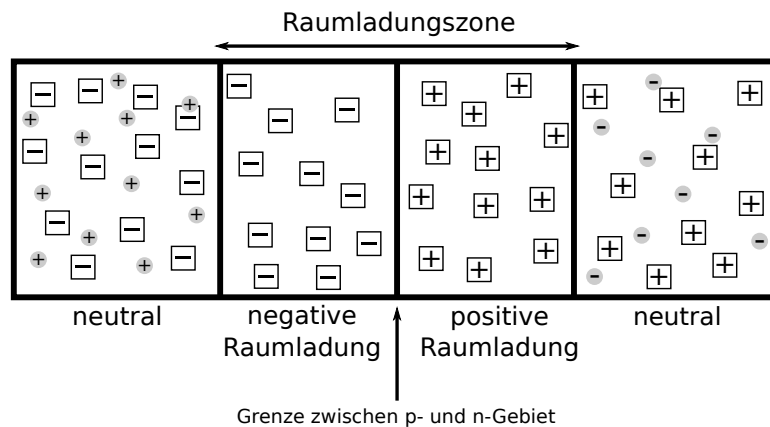 Raumladungszone
neutral
negative
Raumladung
positive
Raumladung
neutral
Grenze zwischen p- und n-Gebiet